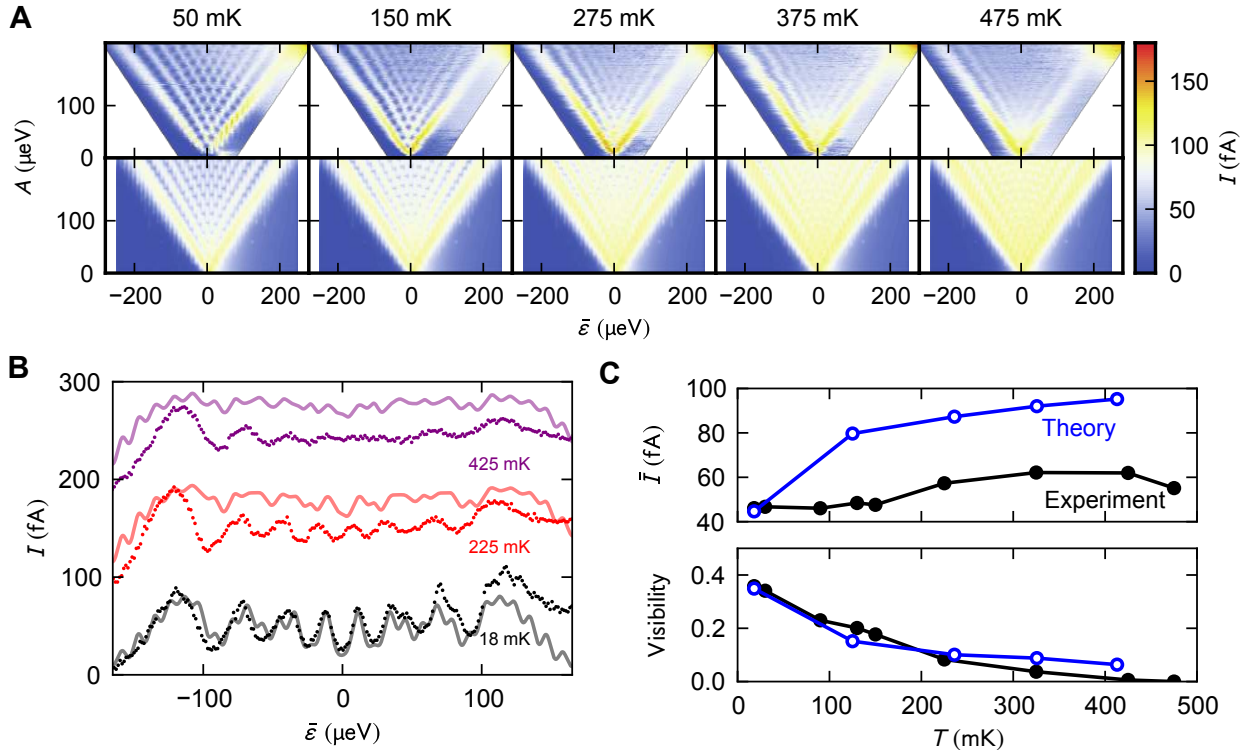 A
50 mK 150 mK 275 mK 375 mK 475 mK
A (µeV)
100
0
100
0
−200 0 200 −200 0 200 −200 0 200 −200 0 200 −200 0 200
ε̄ (µeV)
150
100
50
0
I (fA)
B
300
200
100
0
I (fA)
425 mK
225 mK
18 mK
−100 0 100
ε̄ (µeV)
C
100
80
60
40
Ī (fA)
Theory
Experiment
0.4
0.2
0.0
Visibility
0 100 200 300 400 500
T (mK)